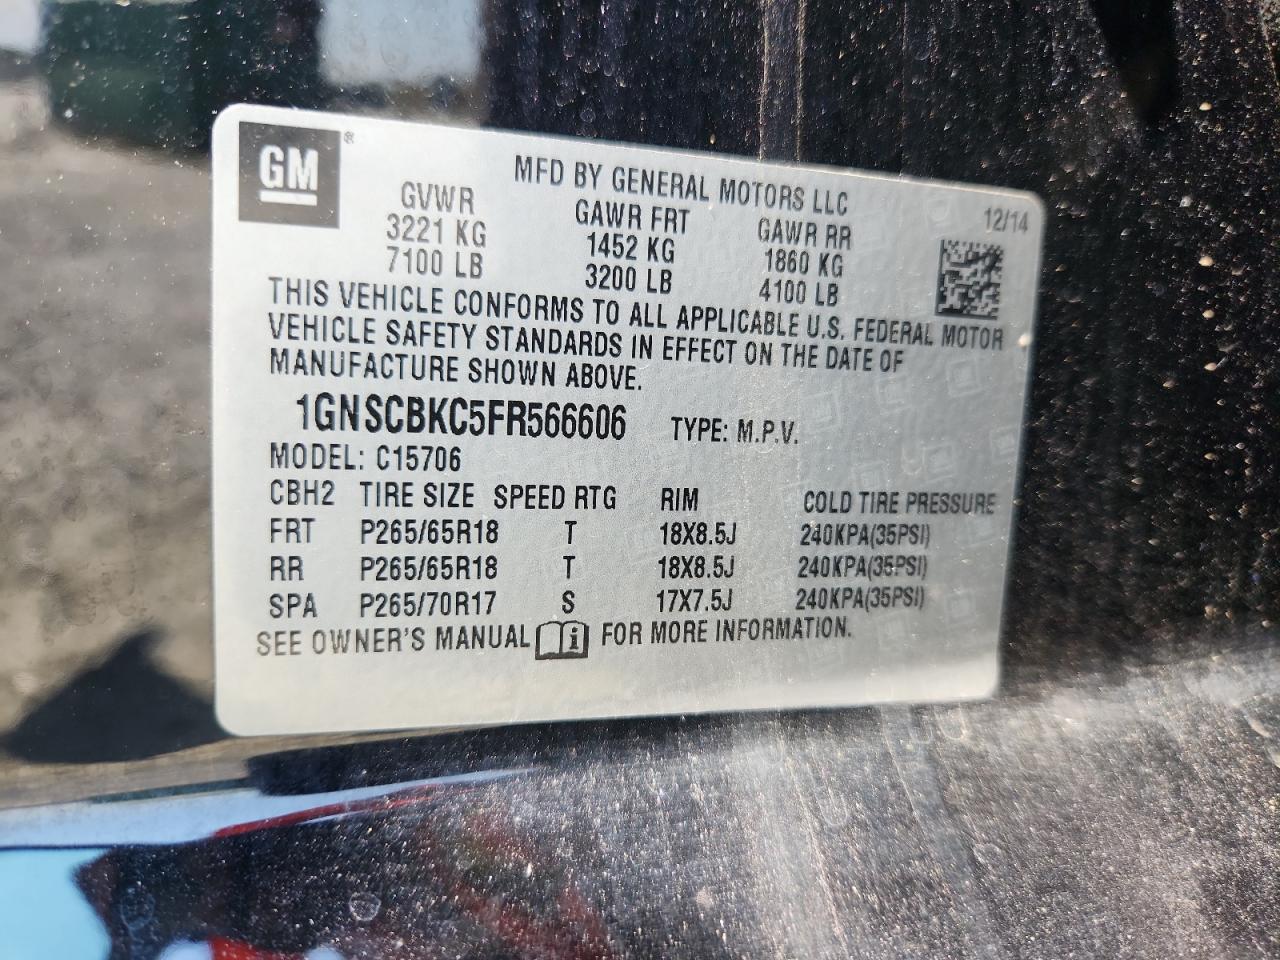 GM®
MFD BY GENERAL MOTORS LLC
GVWR GAWR FRT GAWR RR 12/14
3221 KG 1452 KG 1860 KG
7100 LB 3200 LB 4100 LB
THIS VEHICLE CONFORMS TO ALL APPLICABLE U.S. FEDERAL MOTOR
VEHICLE SAFETY STANDARDS IN EFFECT ON THE DATE OF
MANUFACTURE SHOWN ABOVE.
1GNSCBKC5FR566606 TYPE: M.P.V.
MODEL: C15706
CBH2 TIRE SIZE SPEED RTG RIM COLD TIRE PRESSURE
FRT P265/65R18 T 18X8.5J 240KPA(35PSI)
RR P265/65R18 T 18X8.5J 240KPA(35PSI)
SPA P265/70R17 S 17X7.5J 240KPA(35PSI)
SEE OWNER'S MANUAL i FOR MORE INFORMATION.